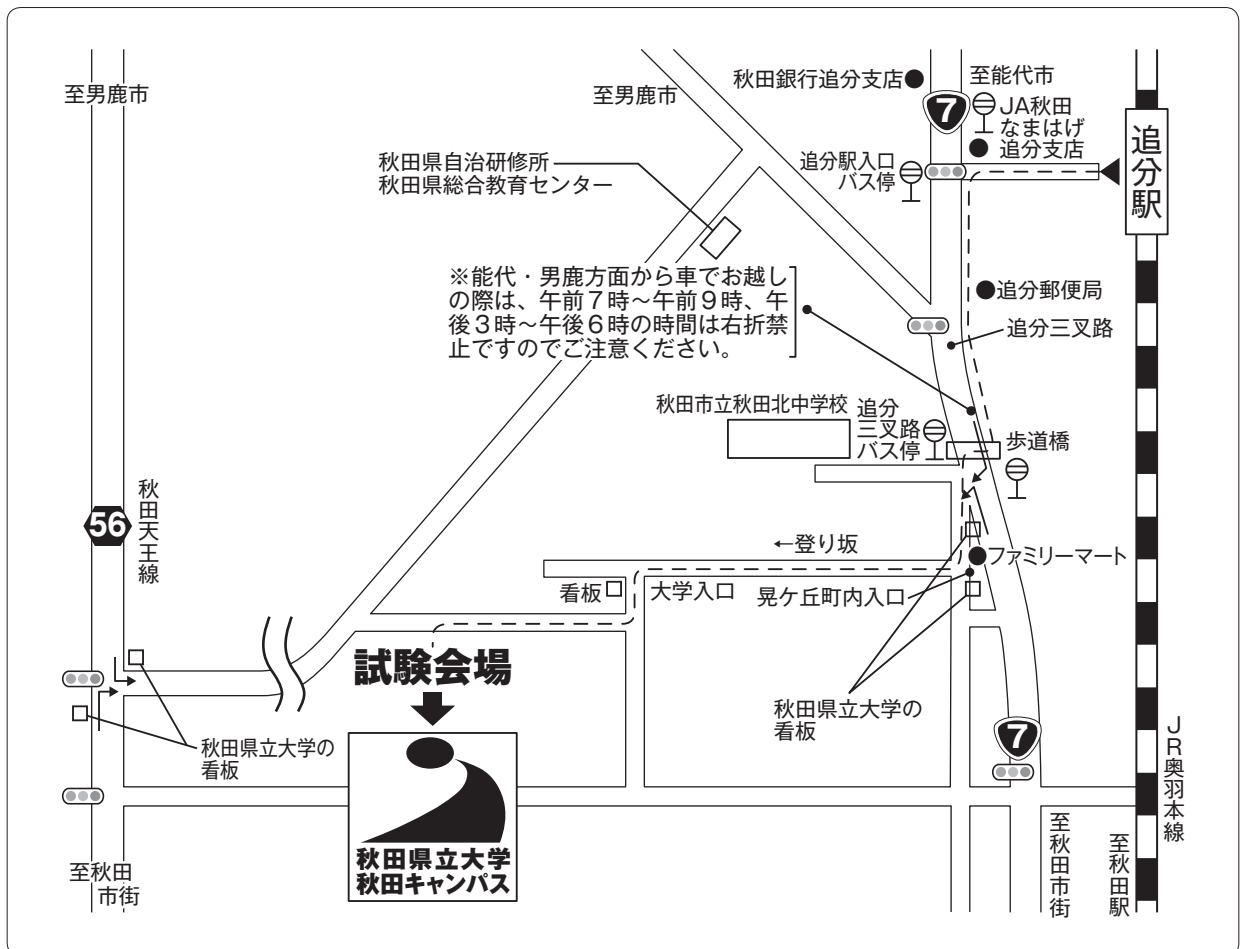 至男鹿市
至男鹿市
秋田銀行追分支店
至能代市
7
JA秋田
なまはげ
追分支店
追分駅入口
バス停
追分駅
秋田県自治研修所
秋田県総合教育センター
※能代・男鹿方面から車でお越し
の際は、午前7時～午前9時、午
後3時～午後6時の時間は右折禁
止ですのでご注意ください。
追分郵便局
追分三叉路
秋田市立秋田北中学校
追分
三叉路
バス停
歩道橋
56
秋田天王線
←登り坂
ファミリーマート
看板
大学入口
晃ケ丘町内入口
試験会場
秋田県立大学の
看板
秋田県立大学の
看板
7
JR奥羽本線
秋田県立大学
秋田キャンパス
至秋田
市街
至秋田市街
至秋田駅